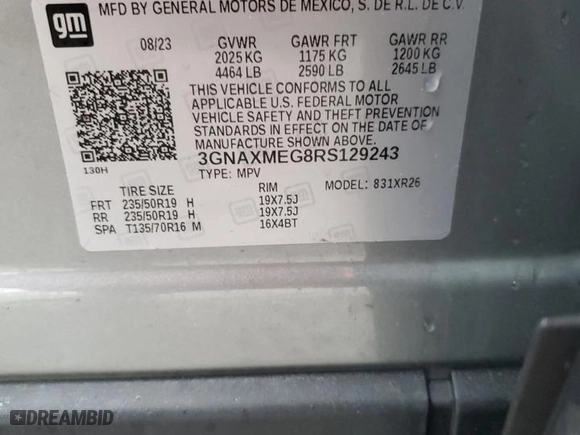 MFD BY GENERAL MOTORS DE MEXICO, S. DE R.L. DE C.V.
gm
08/23 GVWR GAWR FRT GAWR RR
2025 KG 1175 KG 1200 KG
4464 LB 2590 LB 2645 LB
THIS VEHICLE CONFORMS TO ALL
APPLICABLE U.S. FEDERAL MOTOR
VEHICLE SAFETY AND THEFT PREVENTION
STANDARDS IN EFFECT ON THE DATE OF
MANUFACTURE SHOWN ABOVE.
3GNAXMEG8RS129243
130H
TYPE: MPV MODEL: 831XR26
TIRE SIZE RIM
FRT 235/50R19 H 19X7.5J
RR 235/50R19 H 19X7.5J
SPA T135/70R16 M 16X4BT
DREAMBID